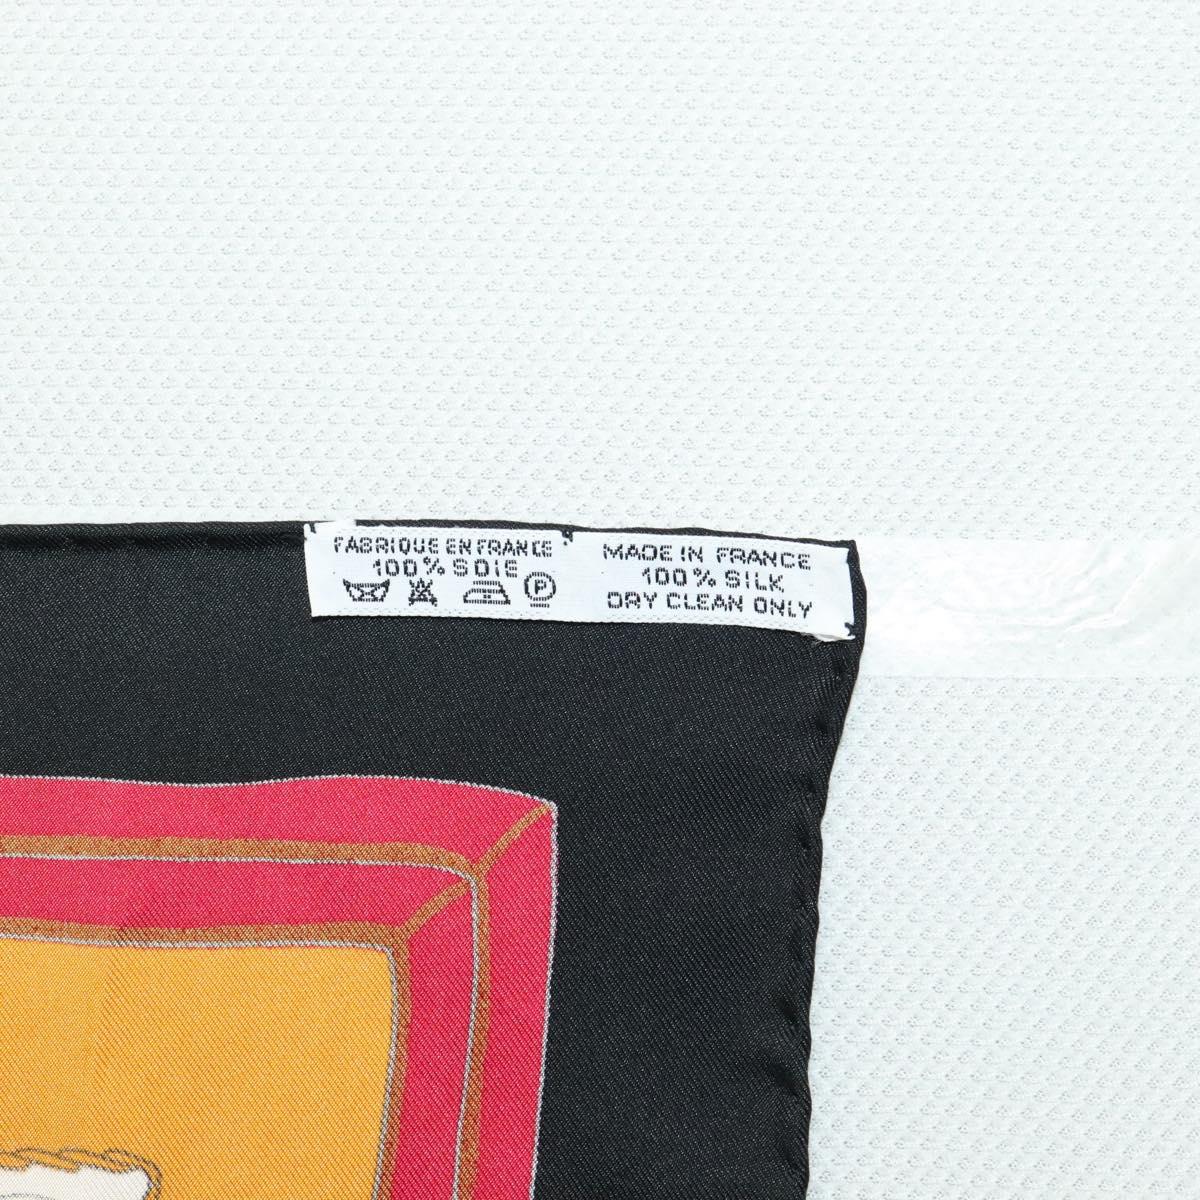 FABRIQUE EN FRANCE
100% SOIE
P
MADE IN FRANCE
100% SILK
DRY CLEAN ONLY